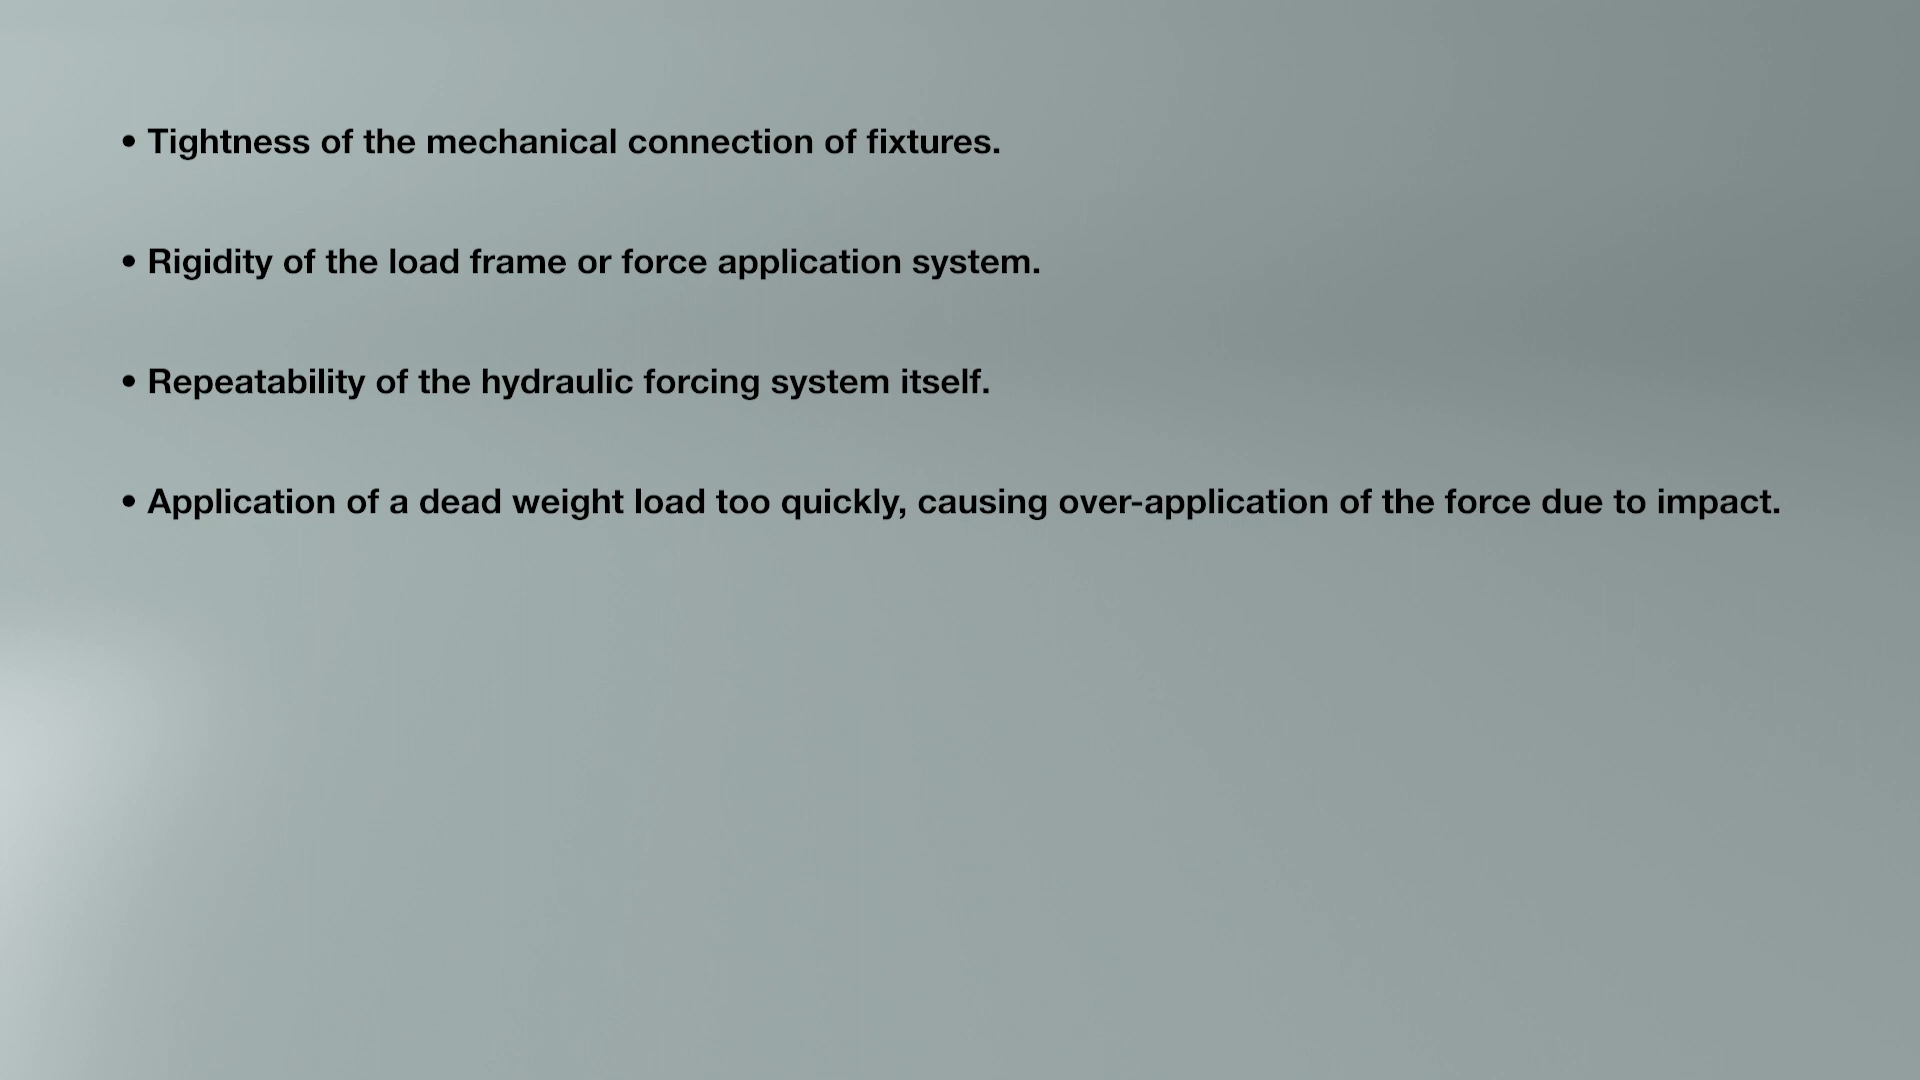 • Tightness of the mechanical connection of fixtures.
• Rigidity of the load frame or force application system.
• Repeatability of the hydraulic forcing system itself.
• Application of a dead weight load too quickly, causing over-application of the force due to impact.